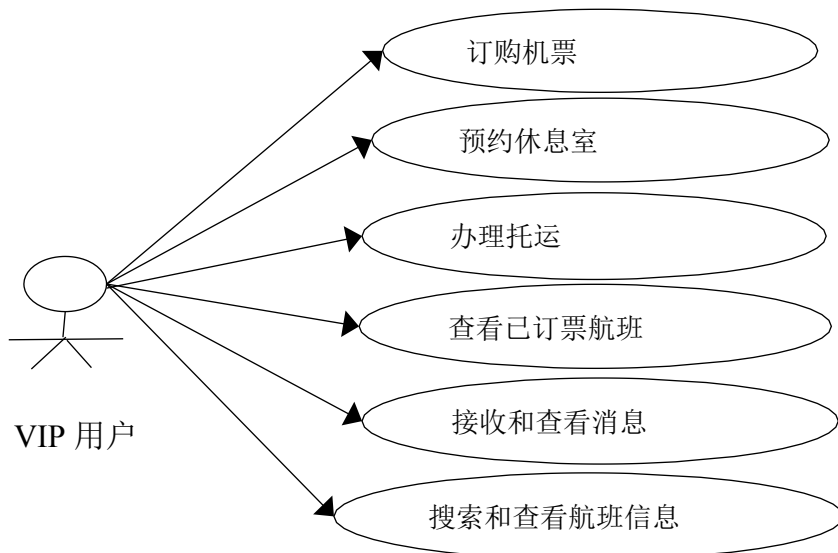 订购机票
预约休息室
办理托运
查看已订票航班
接收和查看消息
VIP 用户
搜索和查看航班信息